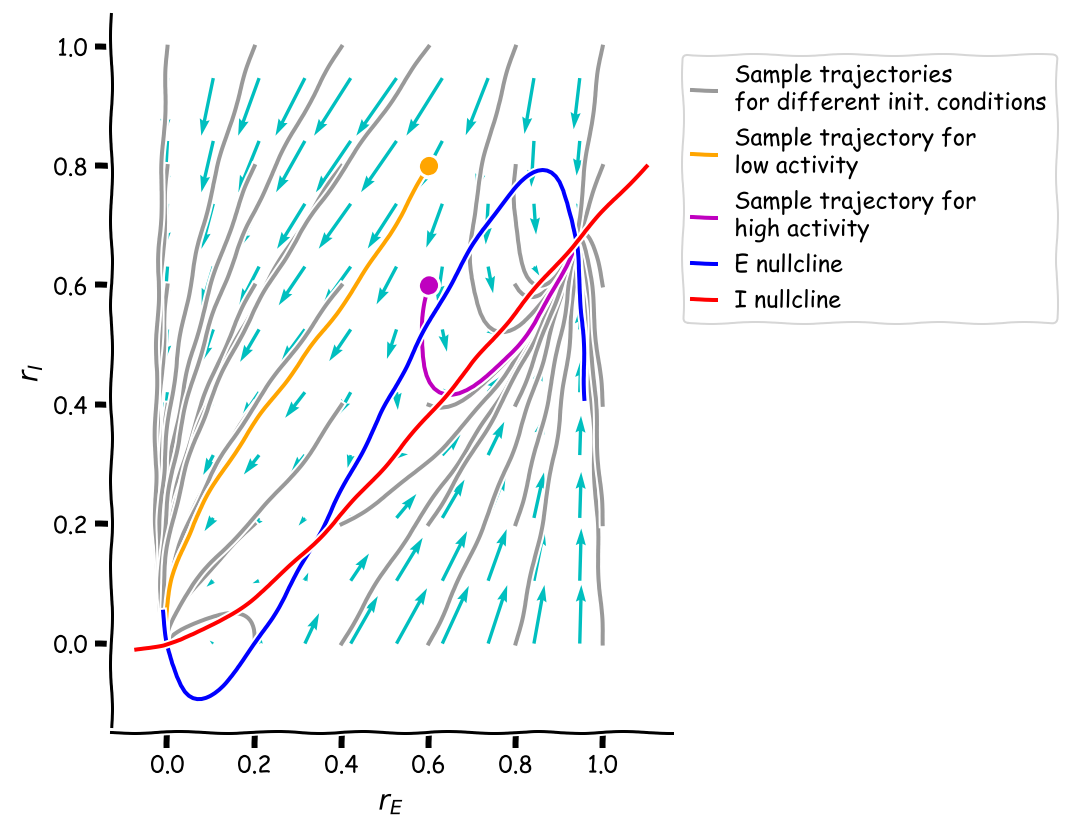 1.0
0.8
0.6
0.4
0.2
0.0
r_I
0.0 0.2 0.4 0.6 0.8 1.0
r_E
Sample trajectories
for different init. conditions
Sample trajectory for
low activity
Sample trajectory for
high activity
E nullcline
I nullcline